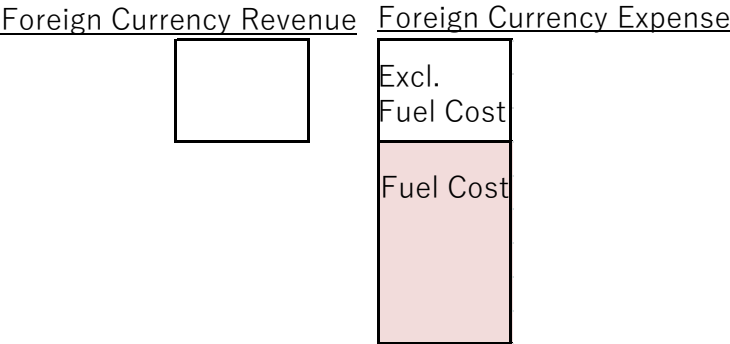 Foreign Currency Revenue
Foreign Currency Expense
Excl.
Fuel Cost
Fuel Cost